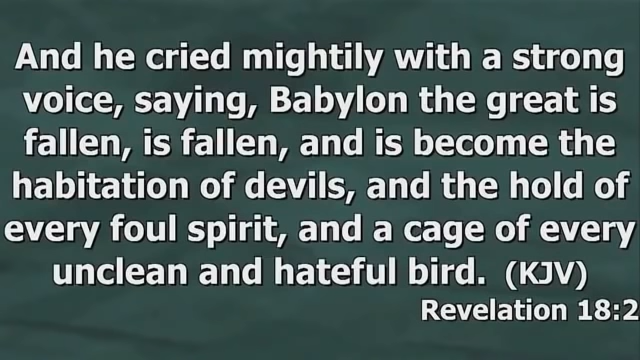 And he cried mightily with a strong
voice, saying, Babylon the great is
fallen, is fallen, and is become the
habitation of devils, and the hold of
every foul spirit, and a cage of every
unclean and hateful bird. (KJV)
Revelation 18:2